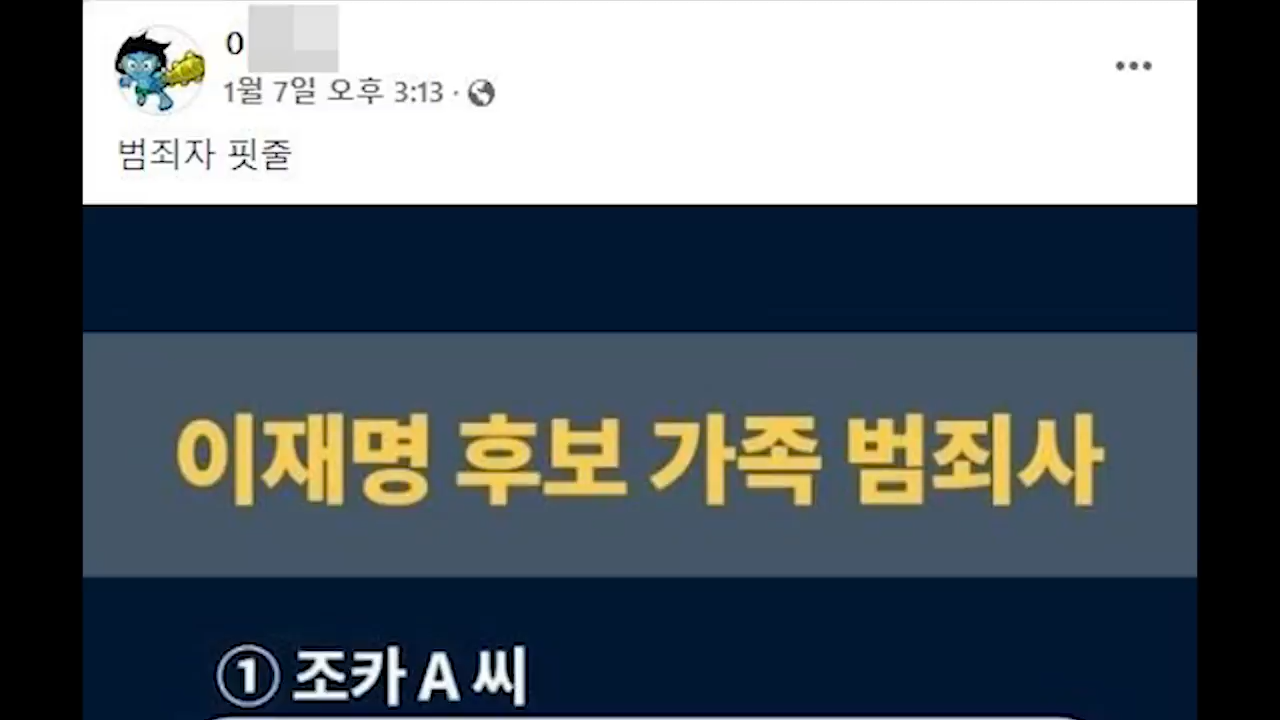 이
1월 7일 오후 3:13 ·
범죄자 핏줄
이재명 후보 가족 범죄사
① 조카 A 씨